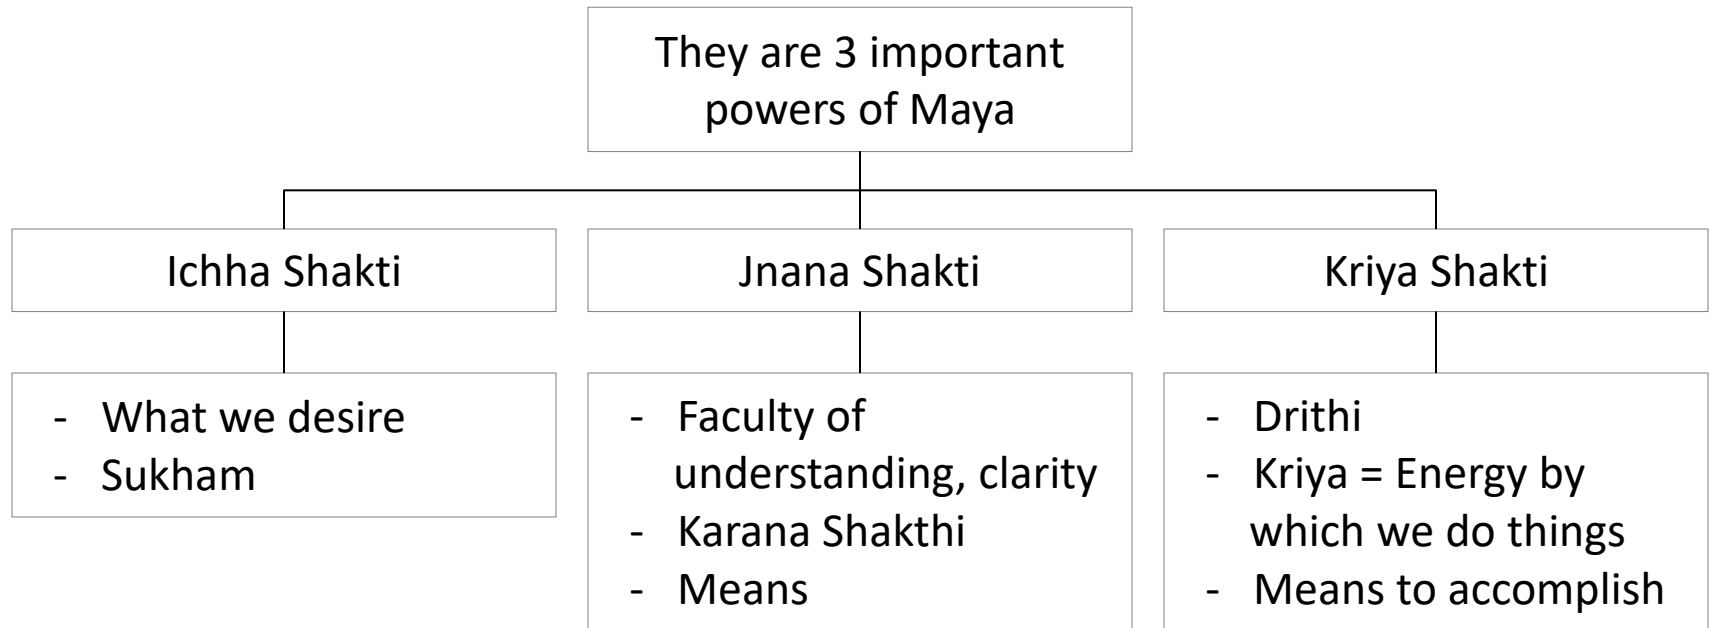 They are 3 important
powers of Maya
Ichha Shakti
Jnana Shakti
Kriya Shakti
- What we desire
- Sukham
- Faculty of
understanding, clarity
- Karana Shakthi
- Means
- Drithi
- Kriya = Energy by
which we do things
- Means to accomplish